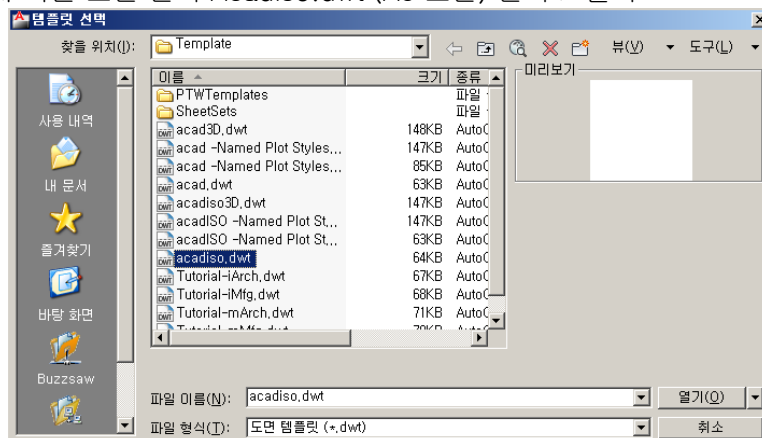 Acadiso.dwt
템플릿 선택
찾을 위치(I): Template 뷰(V) 도구(L)
이름 크기 종류 미리보기
PTWTemplates 파일
SheetSets 파일
acad3D.dwt 148KB AutoC
acad -Named Plot Styles... 147KB AutoC
acad -Named Plot Styles... 85KB AutoC
acad.dwt 63KB AutoC
acadiso3D.dwt 147KB AutoC
acadISO -Named Plot St... 147KB AutoC
acadISO -Named Plot St... 63KB AutoC
acadiso.dwt 64KB AutoC
Tutorial-iArch.dwt 67KB AutoC
Tutorial-iMfg.dwt 68KB AutoC
Tutorial-mArch.dwt 71KB AutoC
사용 내역
내 문서
즐겨찾기
바탕 화면
Buzzsaw
파일 이름(N): acadiso.dwt 열기(O)
파일 형식(T): 도면 템플릿 (*.dwt) 취소